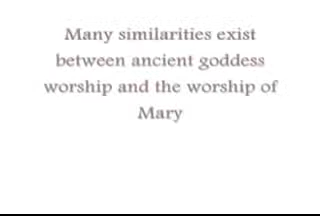 Many similarities exist
between ancient goddess
worship and the worship of
Mary